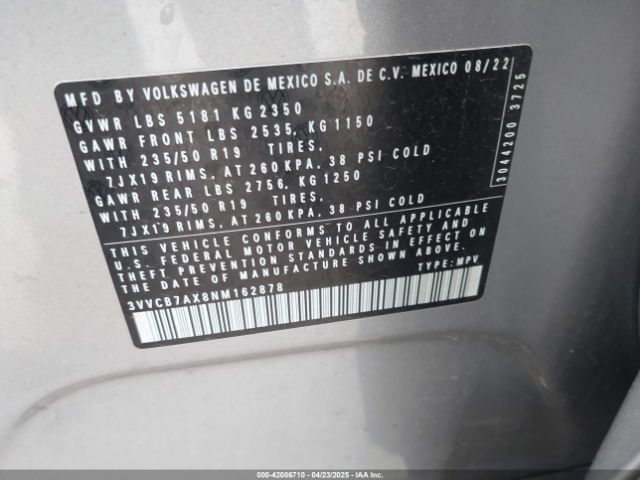 MFD BY VOLKSWAGEN DE MEXICO S.A. DE C.V. MEXICO 08/22
GVWR LBS 5181 KG 2350
GAWR FRONT LBS 2535, KG 1150
WITH 235/50 R19 TIRES.
7JX19 RIMS, AT 260 KPA, 38 PSI COLD
GAWR REAR LBS 2756, KG 1250
WITH 235/50 R19 TIRES.
7JX19 RIMS, AT 260 KPA, 38 PSI COLD
THIS VEHICLE CONFORMS TO ALL APPLICABLE
U.S. FEDERAL MOTOR VEHICLE SAFETY AND
THEFT PREVENTION STANDARDS IN EFFECT ON
DATE OF MANUFACTURE SHOWN ABOVE.
3VVCB7AX8NM162878 TYPE: MPV
3044200 3725
000-42086710 | 04/23/2025 | IAAI.com